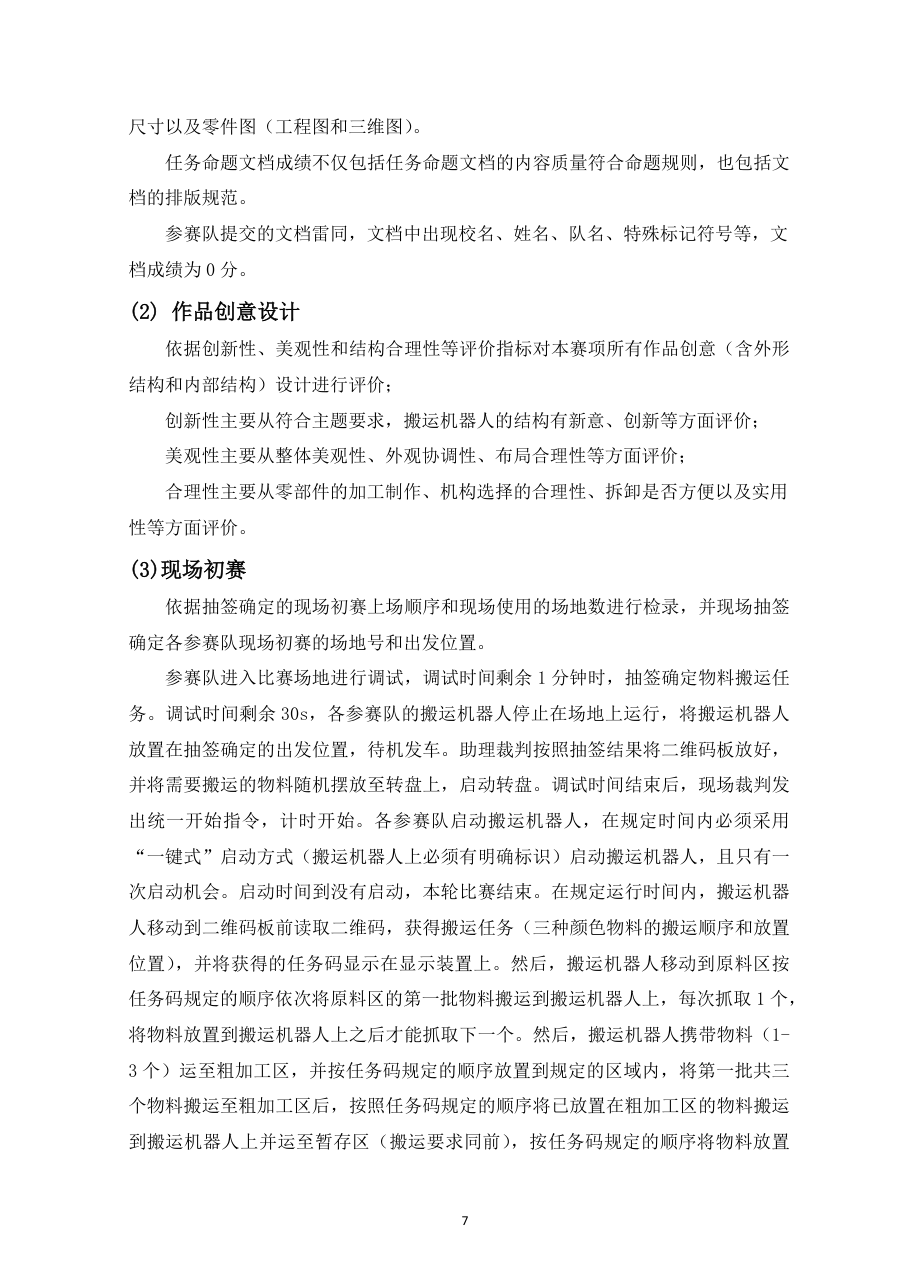 尺寸以及零件图（工程图和三维图）。
任务命题文档成绩不仅包括任务命题文档的内容质量符合命题规则，也包括文
档的排版规范。
参赛队提交的文档雷同，文档中出现校名、姓名、队名、特殊标记符号等，文
档成绩为 0 分。
(2) 作品创意设计
依据创新性、美观性和结构合理性等评价指标对本赛项所有作品创意（含外形
结构和内部结构）设计进行评价；
创新性主要从符合主题要求，搬运机器人的结构有新意、创新等方面评价；
美观性主要从整体美观性、外观协调性、布局合理性等方面评价；
合理性主要从零部件的加工制作、机构选择的合理性、拆卸是否方便以及实用
性等方面评价。
(3)现场初赛
依据抽签确定的现场初赛上场顺序和现场使用的场地数进行检录，并现场抽签
确定各参赛队现场初赛的场地号和出发位置。
参赛队进入比赛场地进行调试，调试时间剩余 1 分钟时，抽签确定物料搬运任
务。调试时间剩余 30s，各参赛队的搬运机器人停止在场地上运行，将搬运机器人
放置在抽签确定的出发位置，待机发车。助理裁判按照抽签结果将二维码板放好，
并将需要搬运的物料随机摆放至转盘上，启动转盘。调试时间结束后，现场裁判发
出统一开始指令，计时开始。各参赛队启动搬运机器人，在规定时间内必须采用
“一键式”启动方式（搬运机器人上必须有明确标识）启动搬运机器人，且只有一
次启动机会。启动时间到没有启动，本轮比赛结束。在规定运行时间内，搬运机器
人移动到二维码板前读取二维码，获得搬运任务（三种颜色物料的搬运顺序和放置
位置），并将获得的任务码显示在显示装置上。然后，搬运机器人移动到原料区按
任务码规定的顺序依次将原料区的第一批物料搬运到搬运机器人上，每次抓取 1 个，
将物料放置到搬运机器人上之后才能抓取下一个。然后，搬运机器人携带物料（1-
3 个）运至粗加工区，并按任务码规定的顺序放置到规定的区域内，将第一批共三
个物料搬运至粗加工区后，按照任务码规定的顺序将已放置在粗加工区的物料搬运
到搬运机器人上并运至暂存区（搬运要求同前），按任务码规定的顺序将物料放置
7